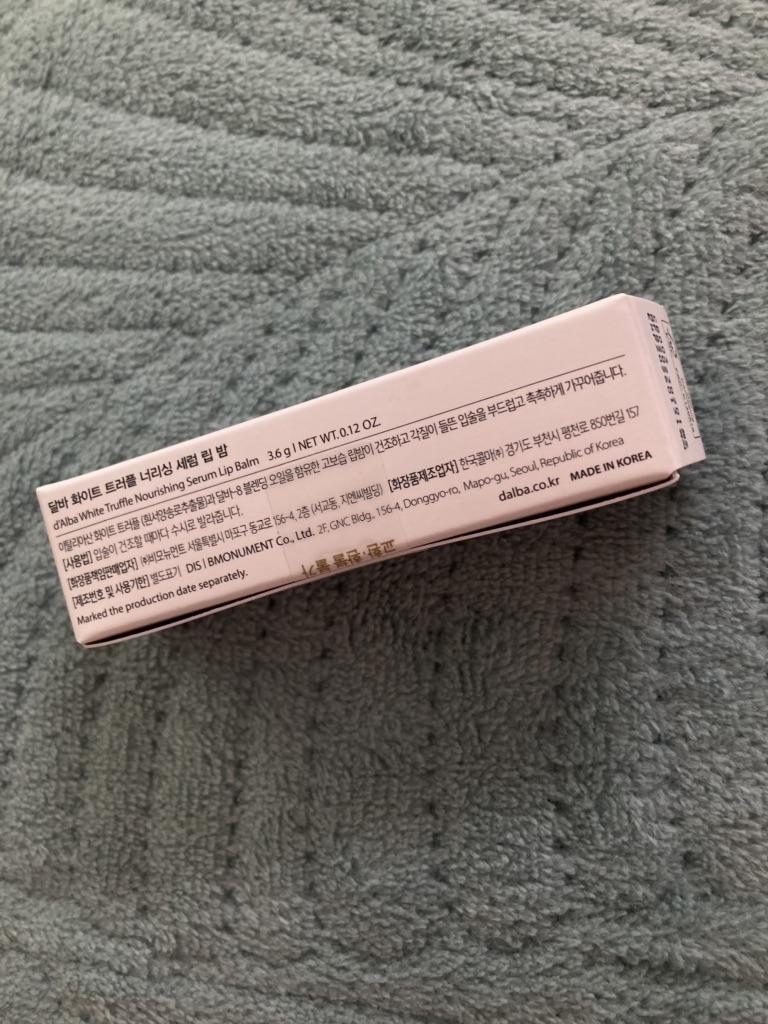 달바 화이트 트러플 너리싱 세럼 립 밤
d'Alba White Truffle Nourishing Serum Lip Balm 3.6 g | NET WT. 0.12 OZ
이탈리아산 화이트 트러플 (흰서양송로추출물)과 달바-8 블렌딩 오일을 함유한 고보습 립밤이 건조하고 각질이 들뜬 입술을 부드럽고 촉촉하게 가꾸어줍니다.
[사용법] 입술이 건조할 때마다 수시로 발라줍니다.
[화장품책임판매업자] ㈜비모뉴먼트 서울특별시 마포구 동교로 156-4, 2층 (서교동, 지엔씨빌딩) [화장품제조업자] 한국콜마㈜ 경기도 부천시 평천로 850번길 157
[제조번호 및 사용기한] 별도표기 DIS | BMONUMENT Co., Ltd. 2F, GNC Bldg., 156-4, Donggyo-ro, Mapo-gu, Seoul, Republic of Korea
Marked the production date separately.
dalba.co.kr MADE IN KOREA
교환·환불 불가